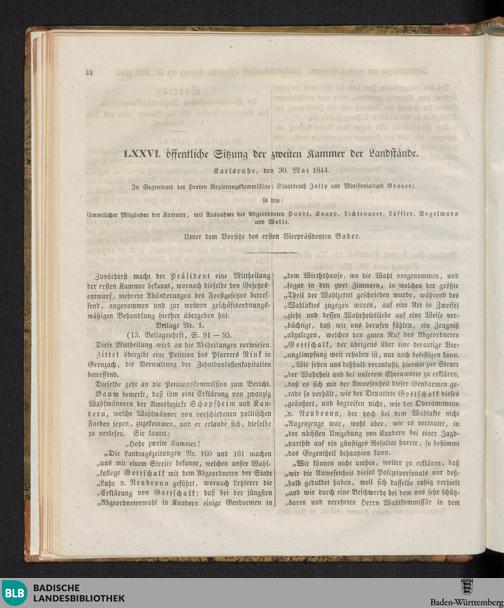 34
LXXVI. öffentliche Sitzung der zweiten Kammer der Landstände.
Karlsruhe, den 30. Mai 1844.
In Gegenwart der Herren Regierungskommissäre: Staatsrath Jolly und Ministerialrath Brauer;
so wie:
sämmtlicher Mitglieder der Kammer, mit Ausnahme der Abgeordneten Hundt, Knapp, Lichtenauer, Löffler, Vogelmann
und Welte.
Unter dem Vorsitze des ersten Vicepräsidenten Bader.
Zuvörderst macht der Präsident eine Mittheilung
der ersten Kammer bekannt, wornach dieselbe den Gesetzes-
entwurf, mehrere Abänderungen des Forstgesetzes betref-
fend, angenommen und zur weitern geschäftsordnungs-
mäßigen Behandlung hierher übergeben hat.
Beilage Nr. 1.
(13. Beilagenheft, S. 91 – 95.
Diese Mittheilung wird an die Abtheilungen verwiesen
Zittel übergibt eine Petition des Pfarrers Rink in
Grenzach, die Verwaltung der Zehntbaulastenkapitalien
betreffend.
Dieselbe geht an die Petitionskommission zum Bericht.
Baum bemerkt, daß ihm eine Erklärung von zwanzig
Wahlmännern der Amtsbezirke Schopfheim und Kan-
dern, welche Wahlmänner von verschiedenen politischen
Farben seyen, zugekommen, und er erlaube sich, dieselbe
zu verlesen. Sie lautet:
„Hohe zweite Kammer!
„Die Landtagszeitungen Nr. 160 und 161 machen
„uns mit einem Streite bekannt, welchen unser Wahl-
„kollege Gottschalk mit dem Abgeordneten der Stadt
„Lahr v. Neubronn geführt, wornach Letzterer die
„Erklärung von Gottschalk: daß bei der jüngsten
„Abgeordnetenwahl in Kandern einige Gendarmen in
„dem Wirthshause, wo die Wahl vorgenommen, und
„sogar in den zwei Zimmern, in welchen der größte
„Theil der Wahlzettel geschrieben wurde, während des
„Wahlaktes zugegen waren, auf eine Art in Zweifel
„zieht und dessen Wahrheitsliebe auf eine Weise ver-
„dächtigt, daß wir uns berufen fühlen, ein Zeugniß
„abzulegen, welches den guten Ruf des Abgeordneten
„Gottschalk, der übrigens über eine derartige Ver-
„unglimpfung weit erhaben ist, nur noch befestigen kann.
„Wir sehen uns deßhalb veranlaßt, hiermit zur Steuer
„der Wahrheit und bei unserem Ehrenworte zu erklären,
„daß es sich mit der Anwesenheit dieser Gendarmen ge-
„rade so verhält, wie der Deputirte Gottschalk dieses
„geäußert, und begreifen nicht, wie der Oberamtmann
„v. Neubronn, der doch bei dem Wahlakte nicht
„Augenzeuge war, wohl aber, wie es verlautet, in
„der nächsten Umgebung von Kandern bei einer Jagd-
„parthie auf ein günstiges Resultat harrte, so bestimmt
„das Gegentheil behaupten kann.
„Wir können nicht umhin, weiter zu erklären, daß
„wir die Anwesenheit dieses Polizeipersonals nur deß-
„halb geduldet haben, weil sich dasselbe ruhig verhielt
„und wir durch eine Beschwerde bei dem uns sehr schätz-
„baren und verehrten Herrn Wahlkommissär in dem
BLB
BADISCHE
LANDESBIBLIOTHEK
Baden-Württemberg